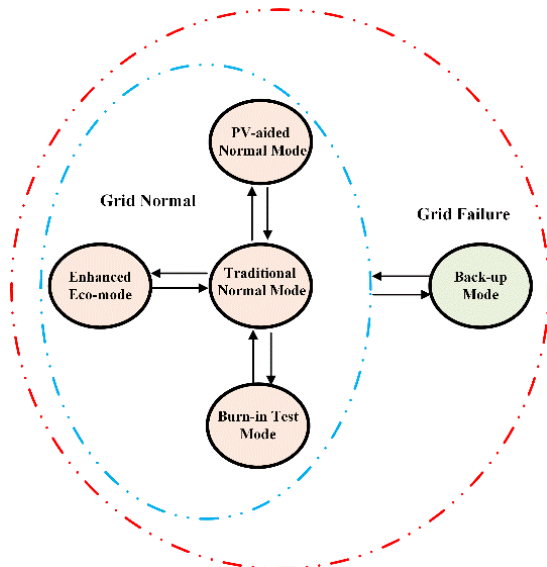 PV-aided
Normal Mode
Grid Normal
Grid Failure
Enhanced
Eco-mode
Traditional
Normal Mode
Back-up
Mode
Burn-in Test
Mode